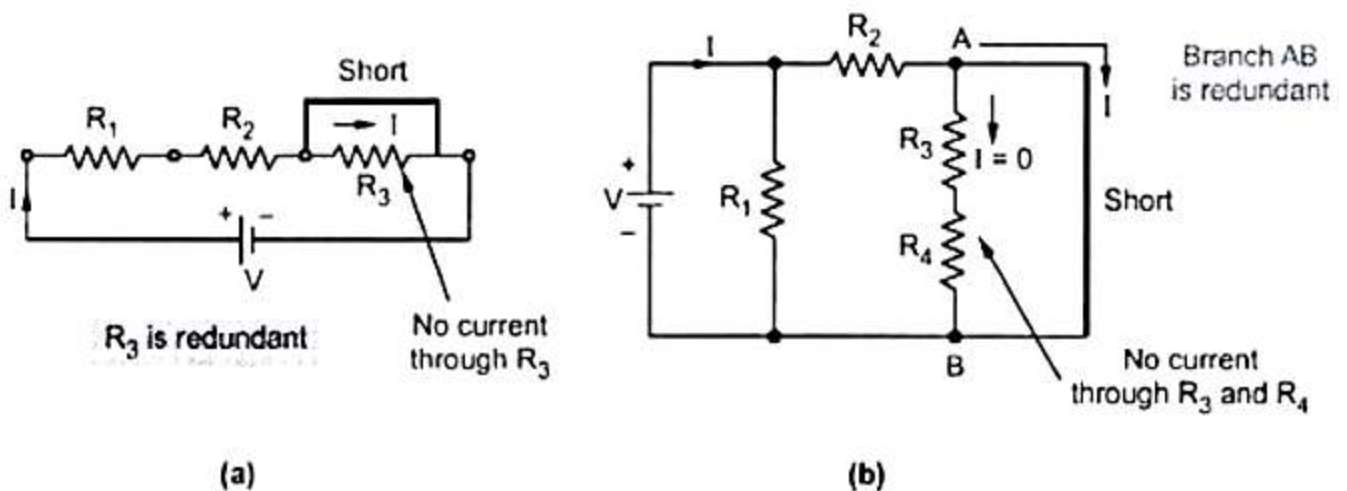 Short
I
R1
R2
R3
I
+
-
V
R3 is redundant
No current
through R3
(a)
I
R2
A
I
Branch AB
is redundant
R3
I = 0
+
V
-
R1
R4
Short
B
No current
through R3 and R4
(b)